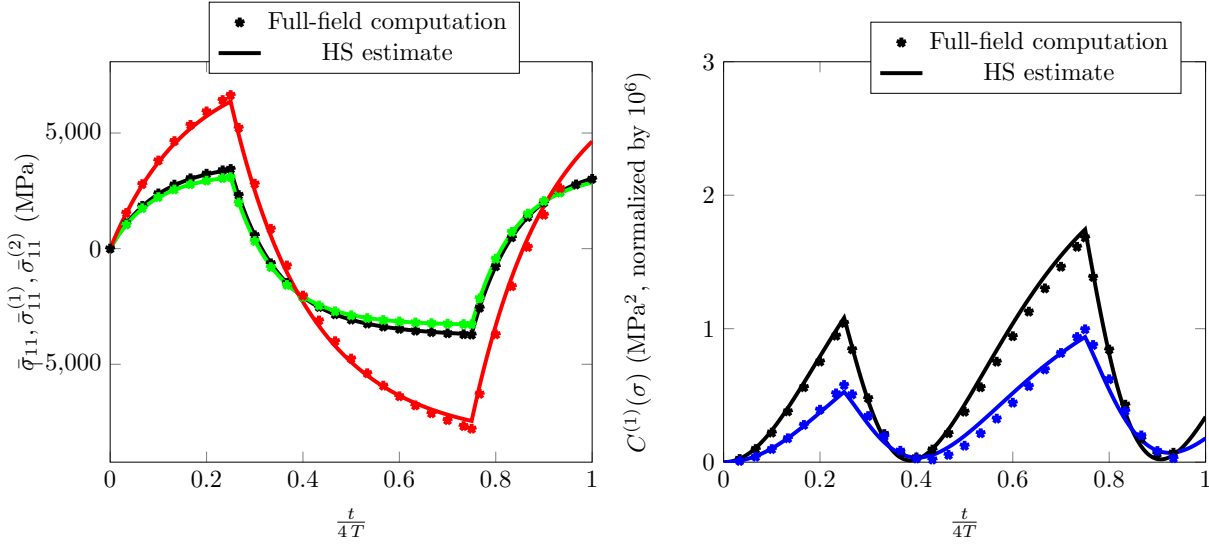 Full-field computation
HS estimate
5,000
0
−5,000
0
0.2
0.4
0.6
0.8
1
t/4T
σ̄₁₁, σ̄₁₁⁽¹⁾, σ̄₁₁⁽²⁾ (MPa)
Full-field computation
HS estimate
3
2
1
0
0
0.2
0.4
0.6
0.8
1
t/4T
C⁽¹⁾(σ) (MPa², normalized by 10⁶)